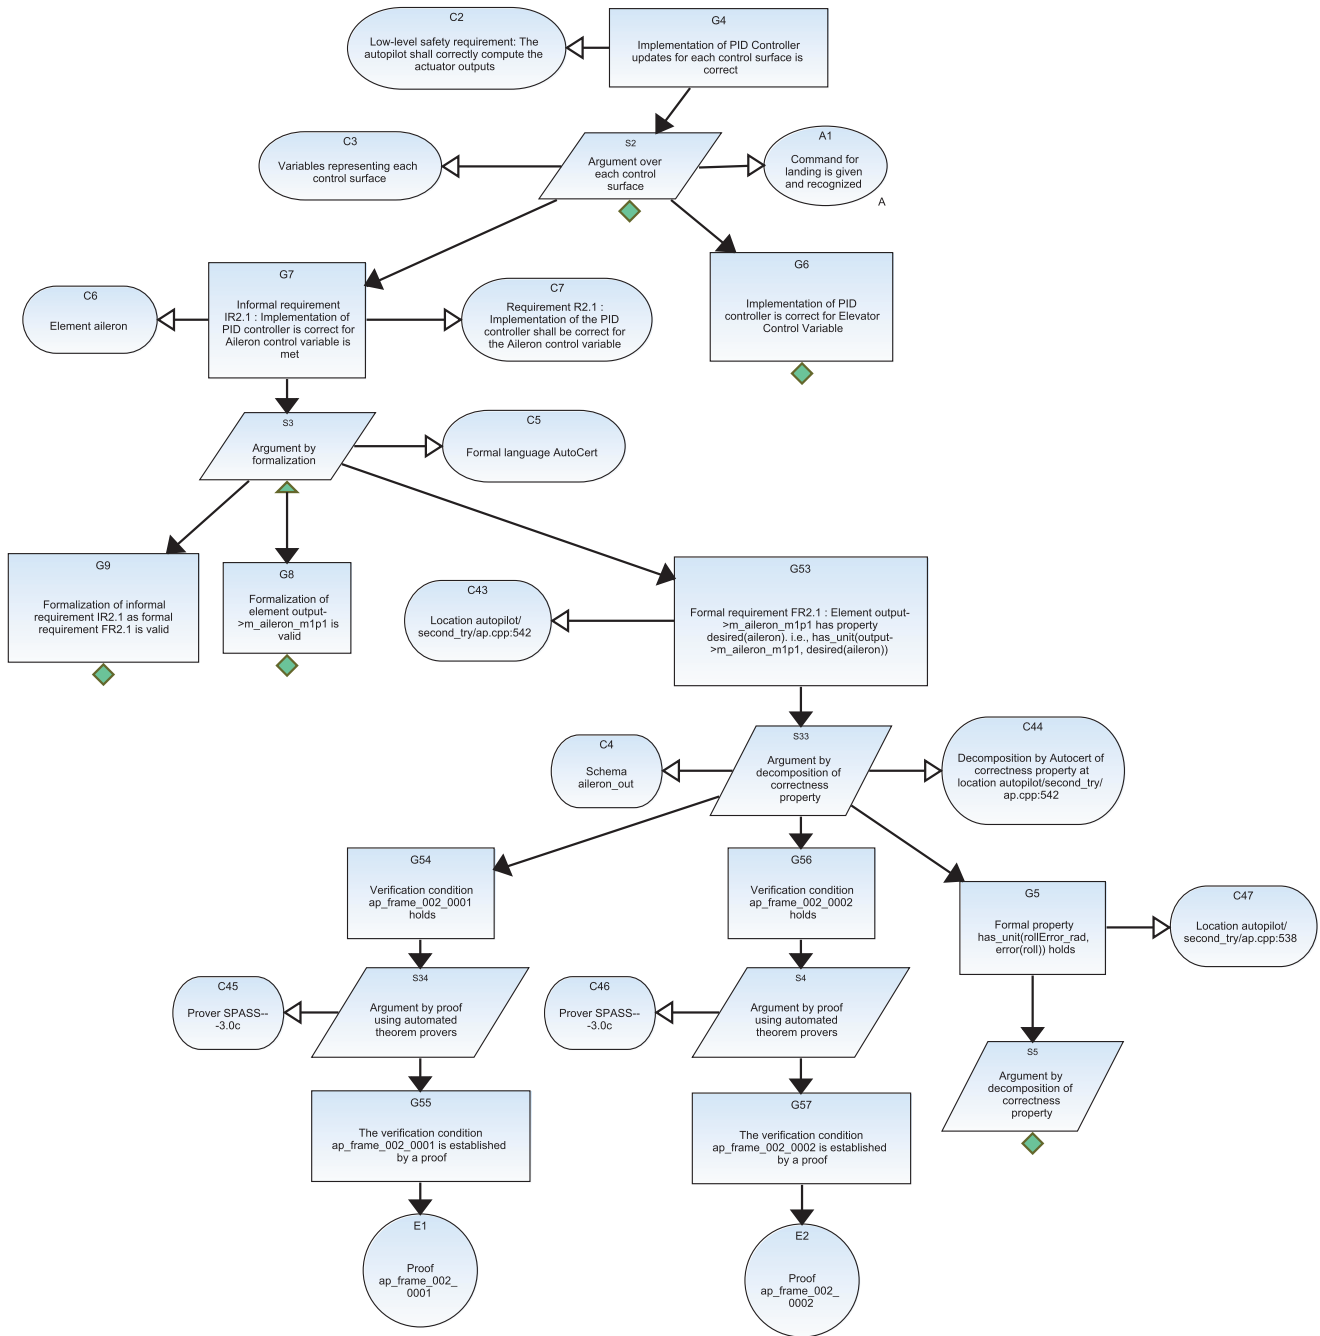 C2
Low-level safety requirement: The
autopilot shall correctly compute the
actuator outputs
G4
Implementation of PID Controller
updates for each control surface is
correct
C3
Variables representing each
control surface
S2
Argument over
each control
surface
A1
Command for
landing is given
and recognized
A
C6
Element aileron
G7
Informal requirement
IR2.1 : Implementation of
PID controller is correct for
Aileron control variable is
met
C7
Requirement R2.1 :
Implementation of the PID
controller shall be correct for
the Aileron control variable
G6
Implementation of PID
controller is correct for Elevator
Control Variable
S3
Argument by
formalization
C5
Formal language AutoCert
G9
Formalization of informal
requirement IR2.1 as formal
requirement FR2.1 is valid
G8
Formalization of
element output-
>m_aileron_m1p1 is
valid
C43
Location autopilot/
second_try/ap.cpp:542
G53
Formal requirement FR2.1 : Element output-
>m_aileron_m1p1 has property
desired(aileron). i.e., has_unit(output-
>m_aileron_m1p1, desired(aileron))
C4
Schema
aileron_out
S33
Argument by
decomposition of
correctness
property
C44
Decomposition by Autocert of
correctness property at
location autopilot/second_try/
ap.cpp:542
G54
Verification condition
ap_frame_002_0001
holds
G56
Verification condition
ap_frame_002_0002
holds
G5
Formal property
has_unit(rollError_rad,
error(roll)) holds
C47
Location autopilot/
second_try/ap.cpp:538
C45
Prover SPASS--
-3.0c
S34
Argument by proof
using automated
theorem provers
C46
Prover SPASS--
-3.0c
S4
Argument by proof
using automated
theorem provers
S5
Argument by
decomposition of
correctness
property
G55
The verification condition
ap_frame_002_0001 is established
by a proof
G57
The verification condition
ap_frame_002_0002 is established
by a proof
E1
Proof
ap_frame_002_
0001
E2
Proof
ap_frame_002_
0002